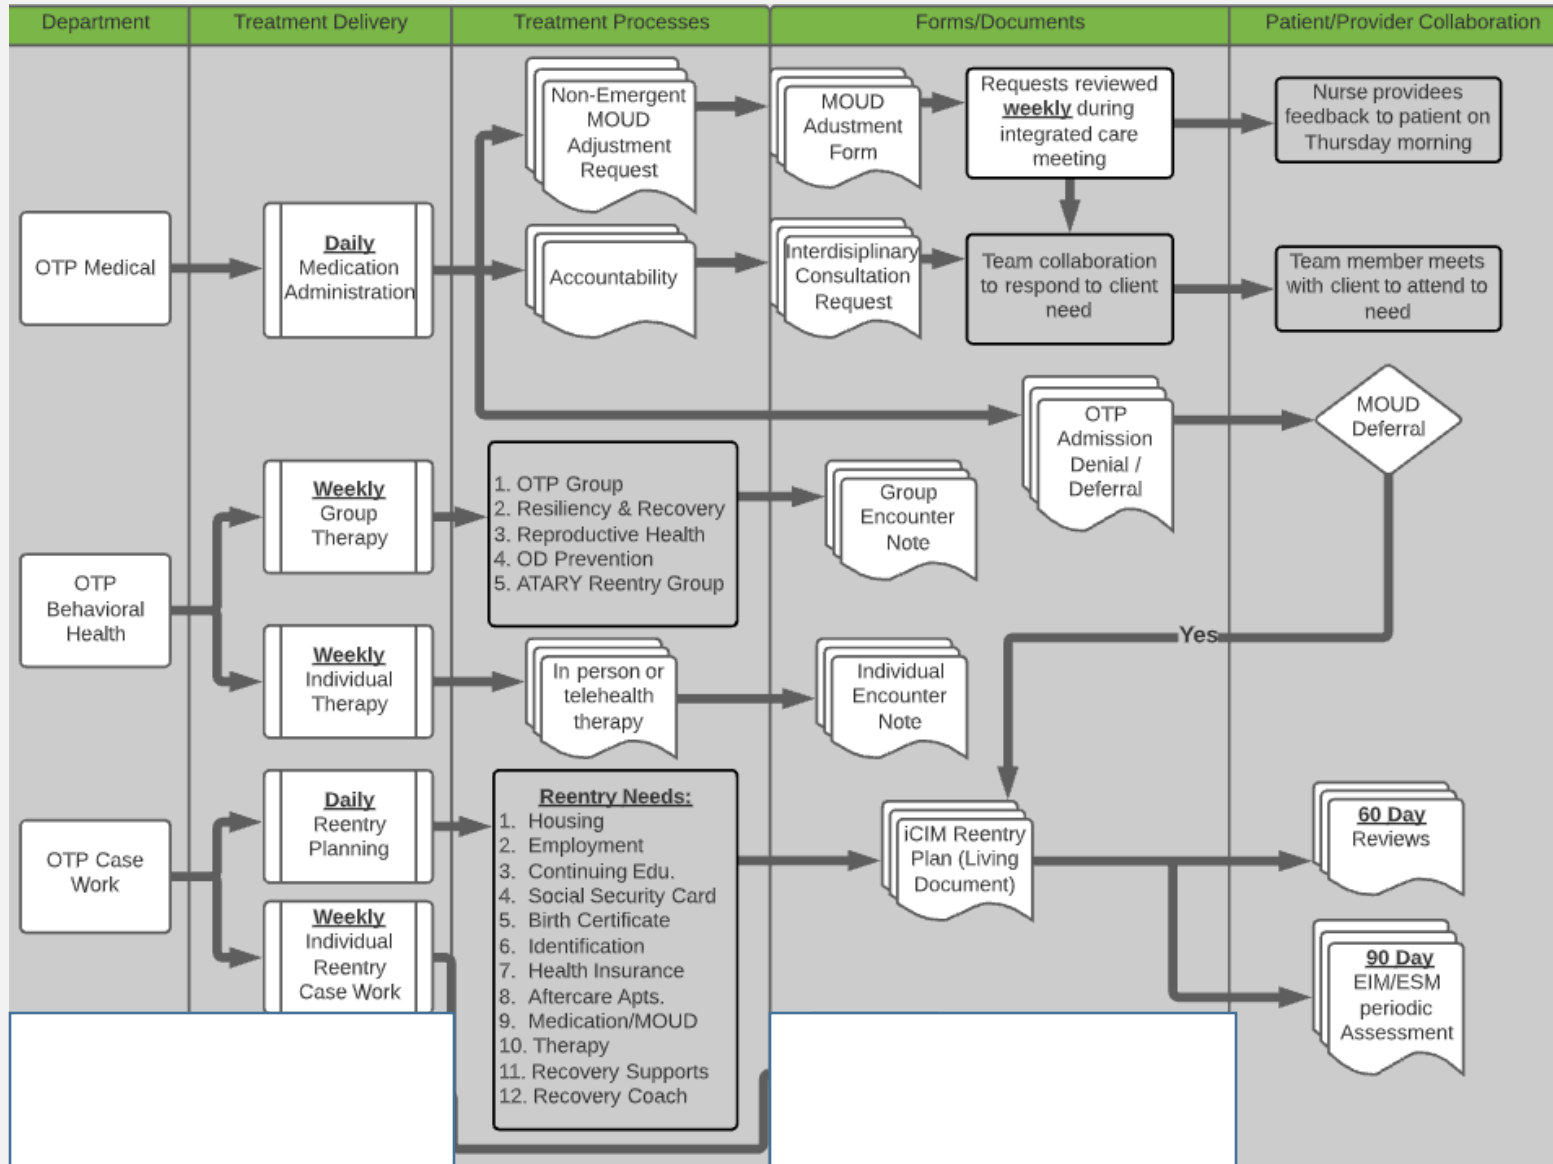 Department
Treatment Delivery
Treatment Processes
Forms/Documents
Patient/Provider Collaboration
OTP Medical
Daily
Medication
Administration
Non-Emergent
MOUD
Adjustment
Request
MOUD
Adustment
Form
Requests reviewed
weekly during
integrated care
meeting
Nurse providees
feedback to patient on
Thursday morning
Accountability
Interdisiplinary
Consultation
Request
Team collaboration
to respond to client
need
Team member meets
with client to attend to
need
OTP
Admission
Denial /
Deferral
MOUD
Deferral
Yes
OTP
Behavioral
Health
Weekly
Group
Therapy
1. OTP Group
2. Resiliency & Recovery
3. Reproductive Health
4. OD Prevention
5. ATARY Reentry Group
Group
Encounter
Note
Weekly
Individual
Therapy
In person or
telehealth
therapy
Individual
Encounter
Note
OTP Case
Work
Daily
Reentry
Planning
Weekly
Individual
Reentry
Case Work
Reentry Needs:
1. Housing
2. Employment
3. Continuing Edu.
4. Social Security Card
5. Birth Certificate
6. Identification
7. Health Insurance
8. Aftercare Apts.
9. Medication/MOUD
10. Therapy
11. Recovery Supports
12. Recovery Coach
iCIM Reentry
Plan (Living
Document)
60 Day
Reviews
90 Day
EIM/ESM
periodic
Assessment